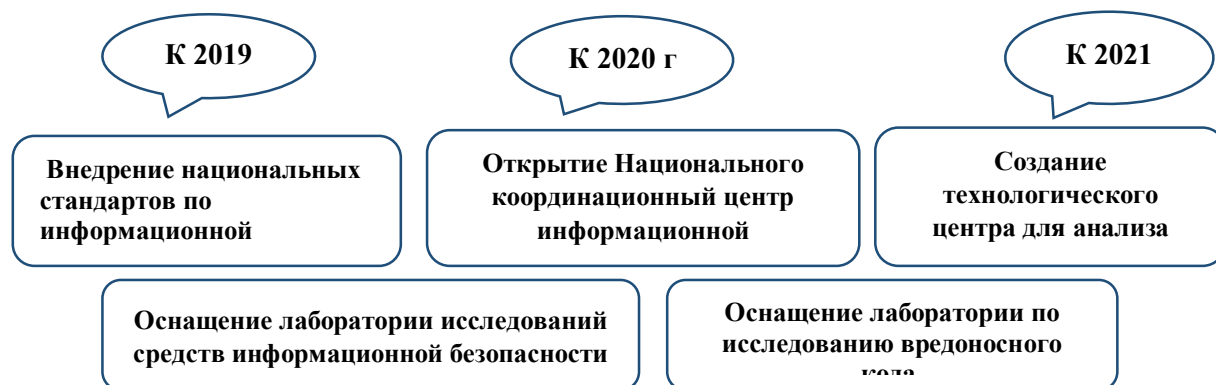 К 2019
К 2020 г
К 2021
Внедрение национальных
стандартов по
информационной
Открытие Национального
координационный центр
информационной
Создание
технологического
центра для анализа
Оснащение лаборатории исследований
средств информационной безопасности
Оснащение лаборатории по
исследованию вредоносного
кода